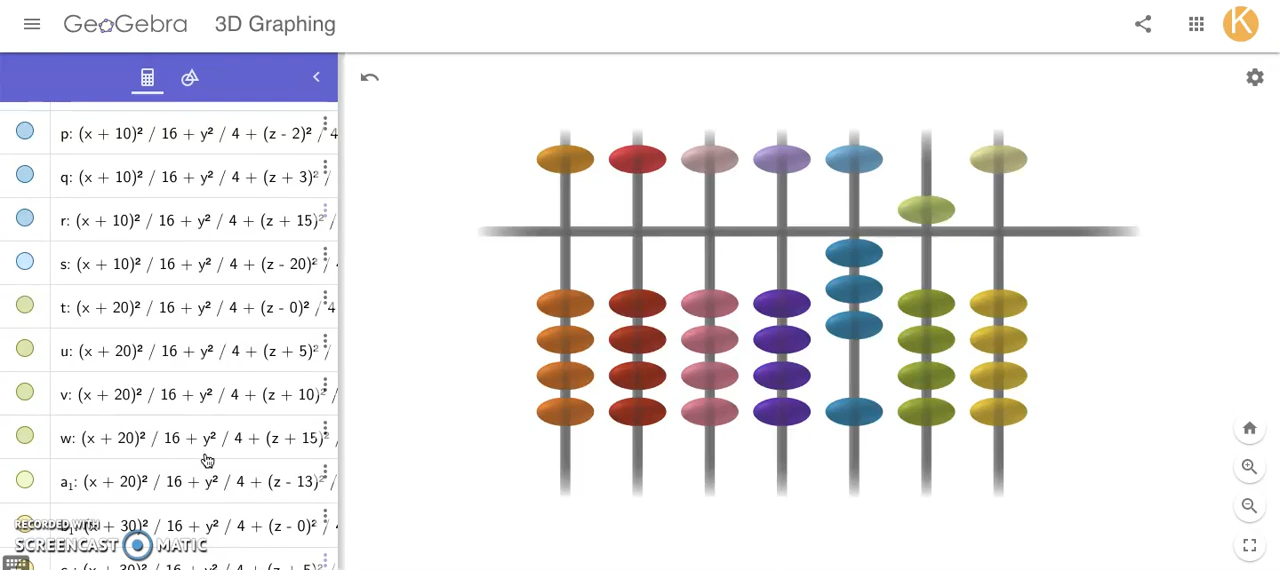 GeoGebra 3D Graphing
K
p: (x + 10)² / 16 + y² / 4 + (z - 2)² / 4
q: (x + 10)² / 16 + y² / 4 + (z + 3)² /
r: (x + 10)² / 16 + y² / 4 + (z + 15)² /
s: (x + 10)² / 16 + y² / 4 + (z - 20)² /
t: (x + 20)² / 16 + y² / 4 + (z - 0)² / 4
u: (x + 20)² / 16 + y² / 4 + (z + 5)² /
v: (x + 20)² / 16 + y² / 4 + (z + 10)² /
w: (x + 20)² / 16 + y² / 4 + (z + 15)² /
a₁: (x + 20)² / 16 + y² / 4 + (z - 13)² /
b₁: (x + 30)² / 16 + y² / 4 + (z - 0)² /
RECORDED WITH
SCREENCAST MATIC